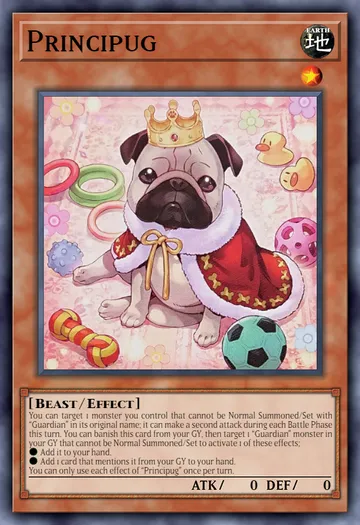 PRINCIPUG
EARTH
地
[BEAST/EFFECT]
You can target 1 monster you control that cannot be Normal Summoned/Set with
"Guardian" in its original name; it can make a second attack during each Battle Phase
this turn. You can banish this card from your GY, then target 1 "Guardian" monster in
your GY that cannot be Normal Summoned/Set to activate 1 of these effects;
● Add it to your hand.
● Add 1 card that mentions it from your GY to your hand.
You can only use each effect of "Principug" once per turn.
ATK/ 0 DEF/ 0